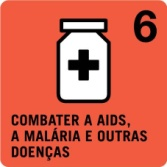 6
COMBATER A AIDS,
A MALÁRIA E OUTRAS
DOENÇAS